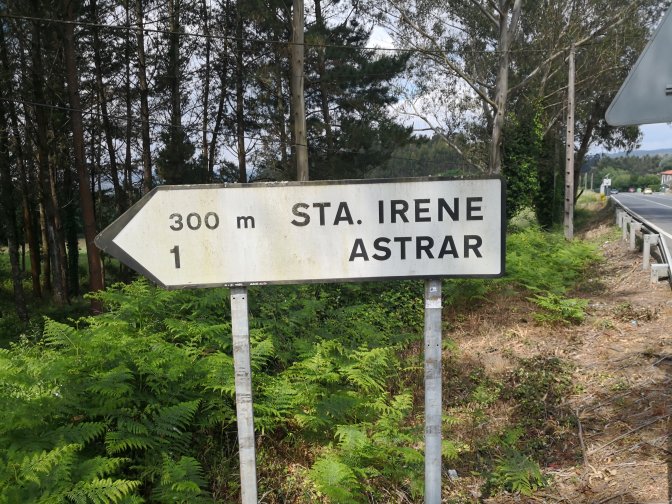 300 m STA. IRENE
1 ASTRAR